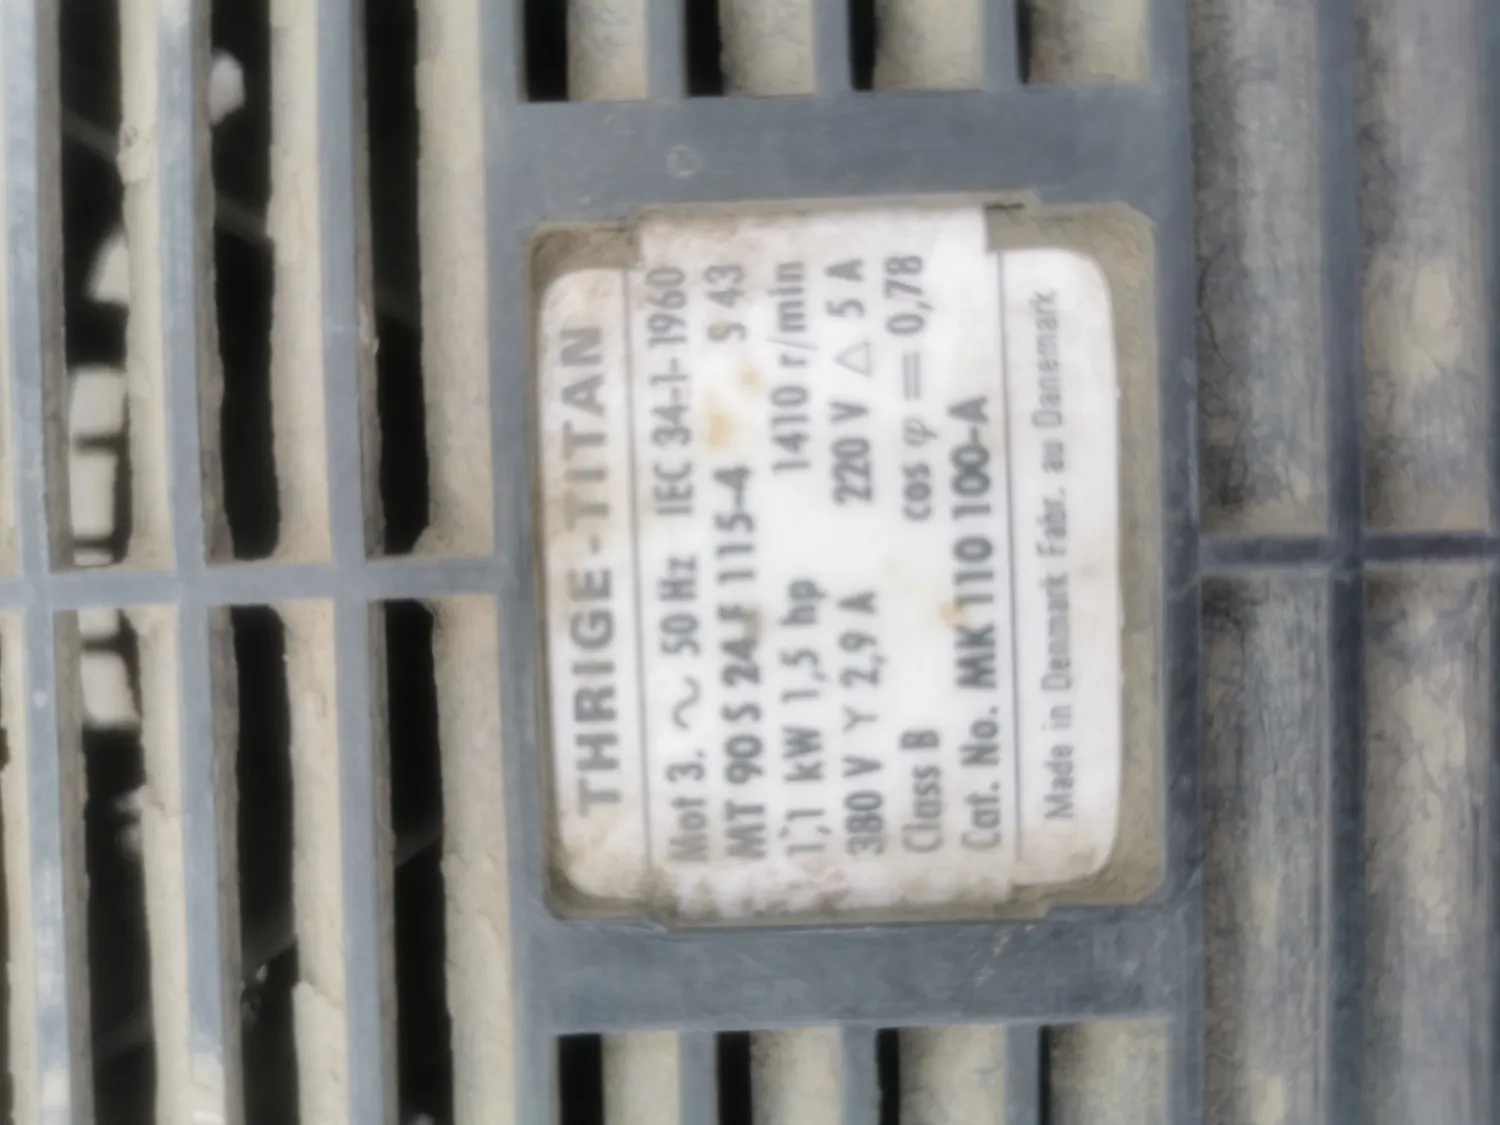 THRIGE-TITAN
Mot 3. ~ 50 Hz IEC 34-1-1960
MT 90 S 24 F 115-4 S 43
1,1 kW 1,5 hp 1410 r/min
380 V Y 2,9 A 220 V △ 5 A
Class B cos φ = 0,78
Cat. No. MK 110 100-A
Made in Denmark Fabr. au Danemark